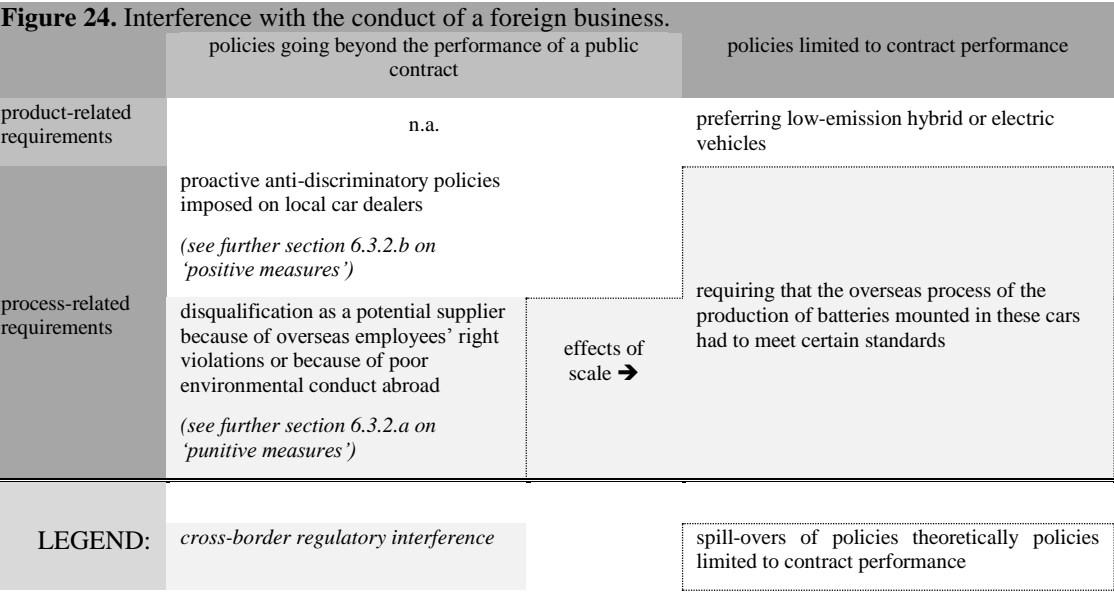 Figure 24. Interference with the conduct of a foreign business.
policies going beyond the performance of a public
contract
policies limited to contract performance
product-related
requirements
n.a.
preferring low-emission hybrid or electric
vehicles
process-related
requirements
proactive anti-discriminatory policies
imposed on local car dealers
(see further section 6.3.2.b on
‘positive measures’)
disqualification as a potential supplier
because of overseas employees’ right
violations or because of poor
environmental conduct abroad
(see further section 6.3.2.a on
‘punitive measures’)
effects of
scale ➔
requiring that the overseas process of the
production of batteries mounted in these cars
had to meet certain standards
LEGEND:
cross-border regulatory interference
spill-overs of policies theoretically policies
limited to contract performance